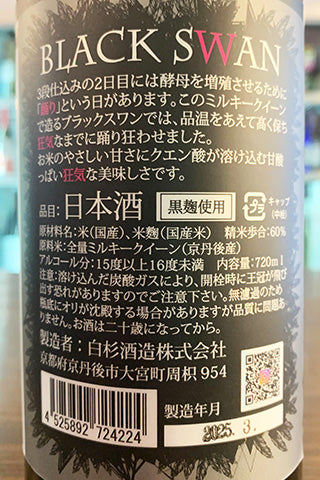 BLACK SWAN
3段仕込みの2日目には酵母を増殖させるために
「踊り」という日があります。このミルキークイーン
で造るブラックスワンでは、品温をあえて高く保ち
狂気なまでに踊り狂わせました。
お米のやさしい甘さにクエン酸が溶け込む甘酸
っぱい狂気な美味しさです。
品目:日本酒 黒麹使用 プラ キャップ(中栓)
原料名:米(国産)、米麹(国産米) 精米歩合:60%
原料米:全量ミルキークイーン(京丹後産)
アルコール分:15度以上16度未満 内容量:720ml
注意:溶け込んだ炭酸ガスにより、開栓時に王冠が飛び
出す恐れがありますのでご注意下さい。無濾過のため
瓶底にオリが沈殿する場合がありますが品質に問題あ
りません。お酒は二十歳になってから。
製造者:白杉酒造株式会社
京都府京丹後市大宮町周枳 954
4 525892 724224
製造年月
2025. 3.